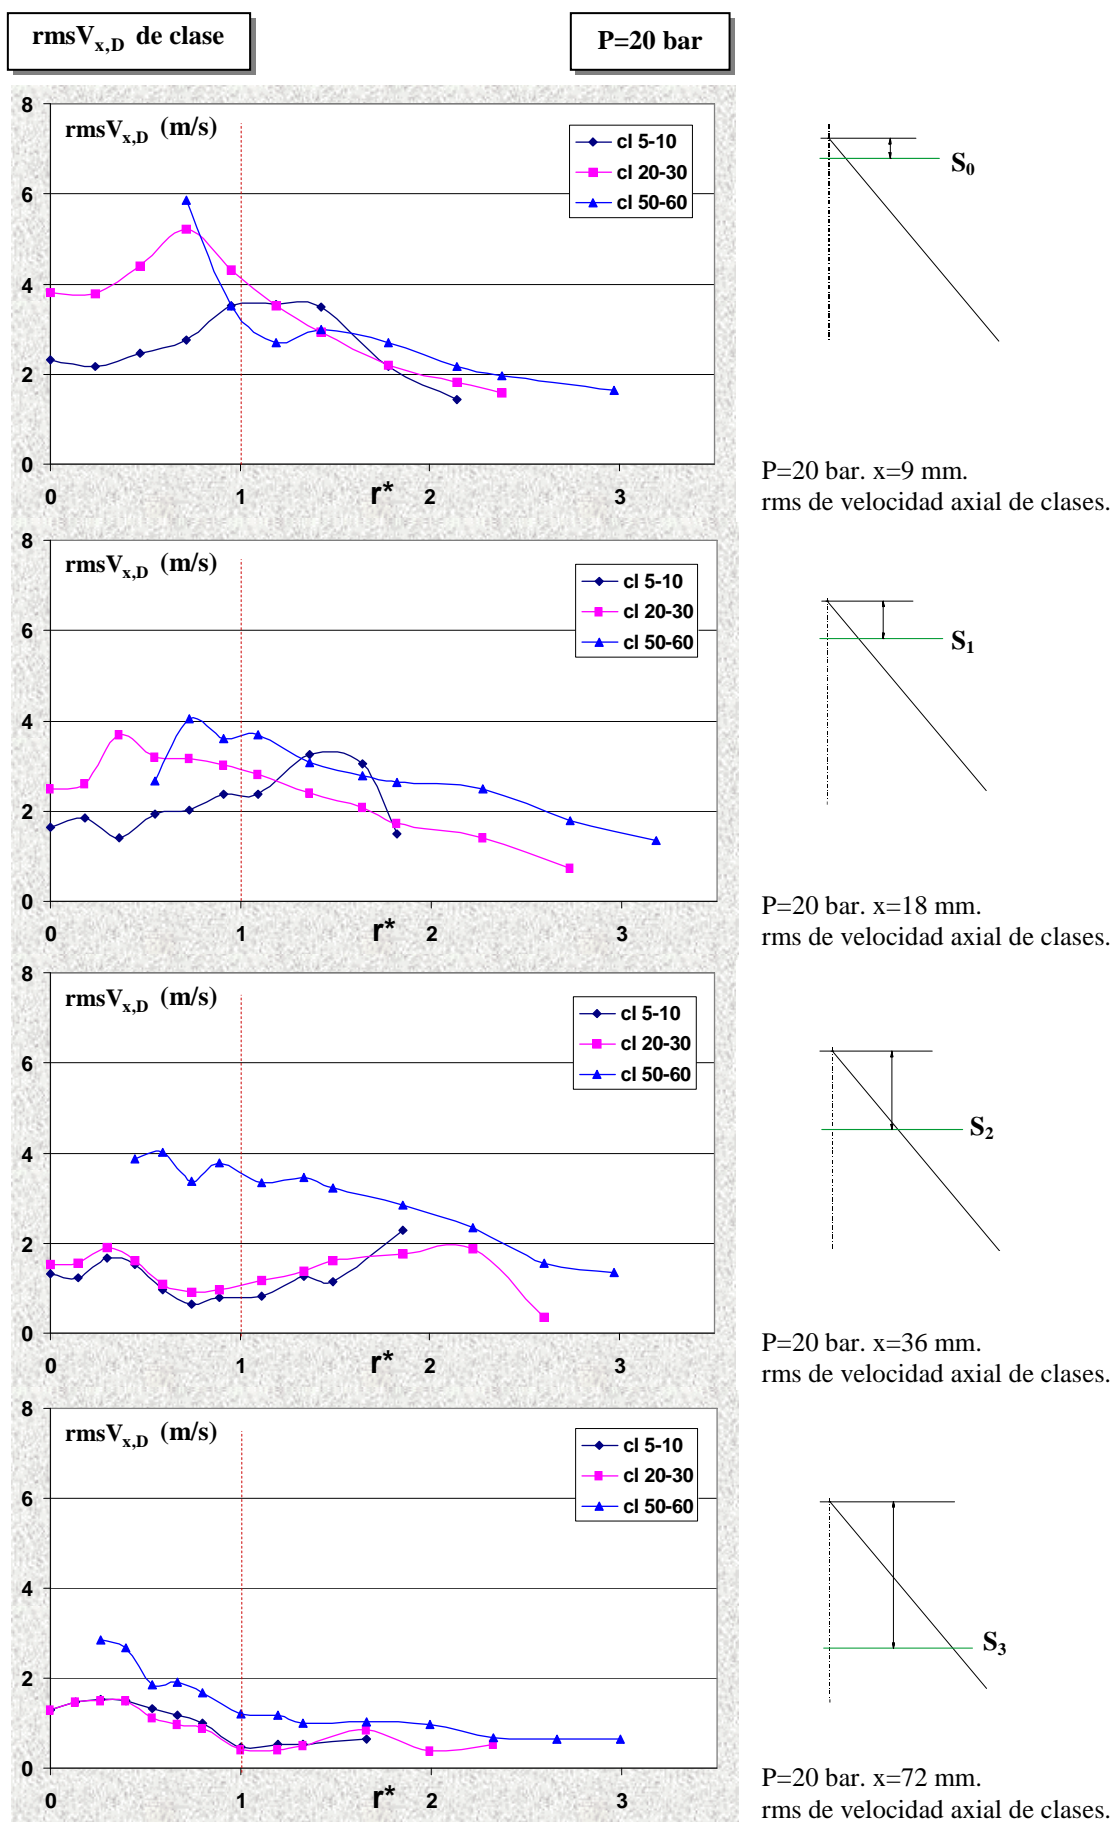 rmsVx,D de clase
P=20 bar
8
6
4
2
0
rmsVx,D (m/s)
cl 5-10
cl 20-30
cl 50-60
0 1 r* 2 3
S0
P=20 bar. x=9 mm.
rms de velocidad axial de clases.
8
6
4
2
0
rmsVx,D (m/s)
cl 5-10
cl 20-30
cl 50-60
0 1 r* 2 3
S1
P=20 bar. x=18 mm.
rms de velocidad axial de clases.
8
6
4
2
0
rmsVx,D (m/s)
cl 5-10
cl 20-30
cl 50-60
0 1 r* 2 3
S2
P=20 bar. x=36 mm.
rms de velocidad axial de clases.
8
6
4
2
0
rmsVx,D (m/s)
cl 5-10
cl 20-30
cl 50-60
0 1 r* 2 3
S3
P=20 bar. x=72 mm.
rms de velocidad axial de clases.